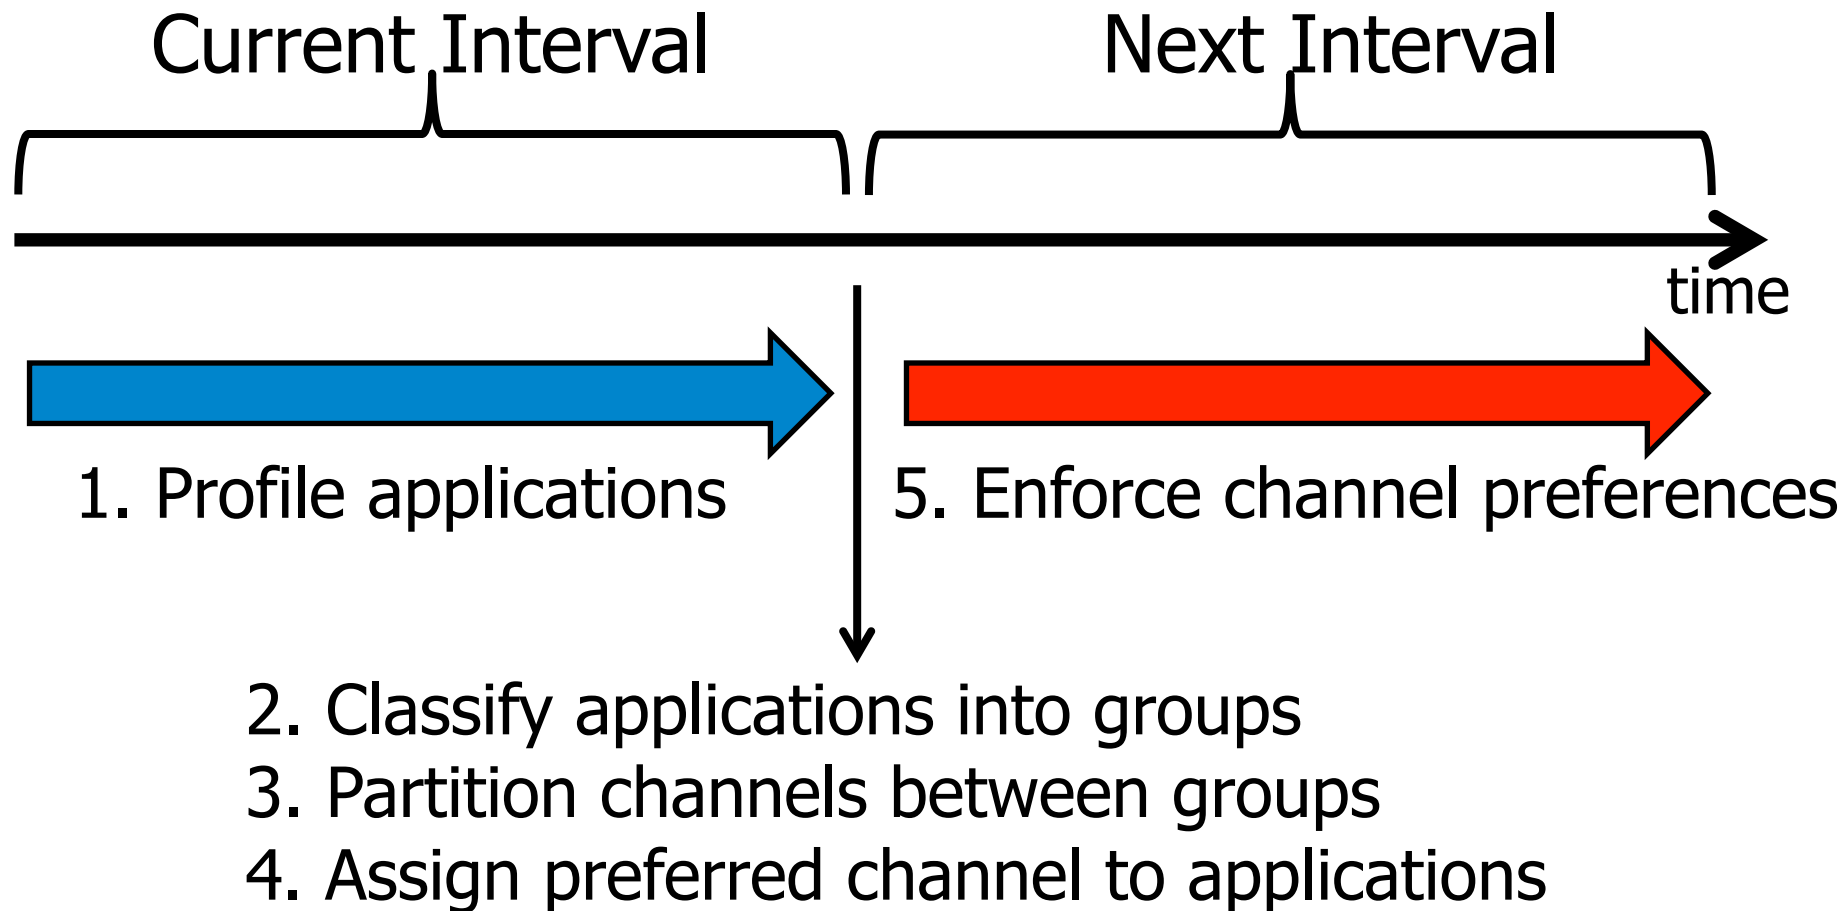 Current Interval
Next Interval
time
1. Profile applications
5. Enforce channel preferences
2. Classify applications into groups
3. Partition channels between groups
4. Assign preferred channel to applications